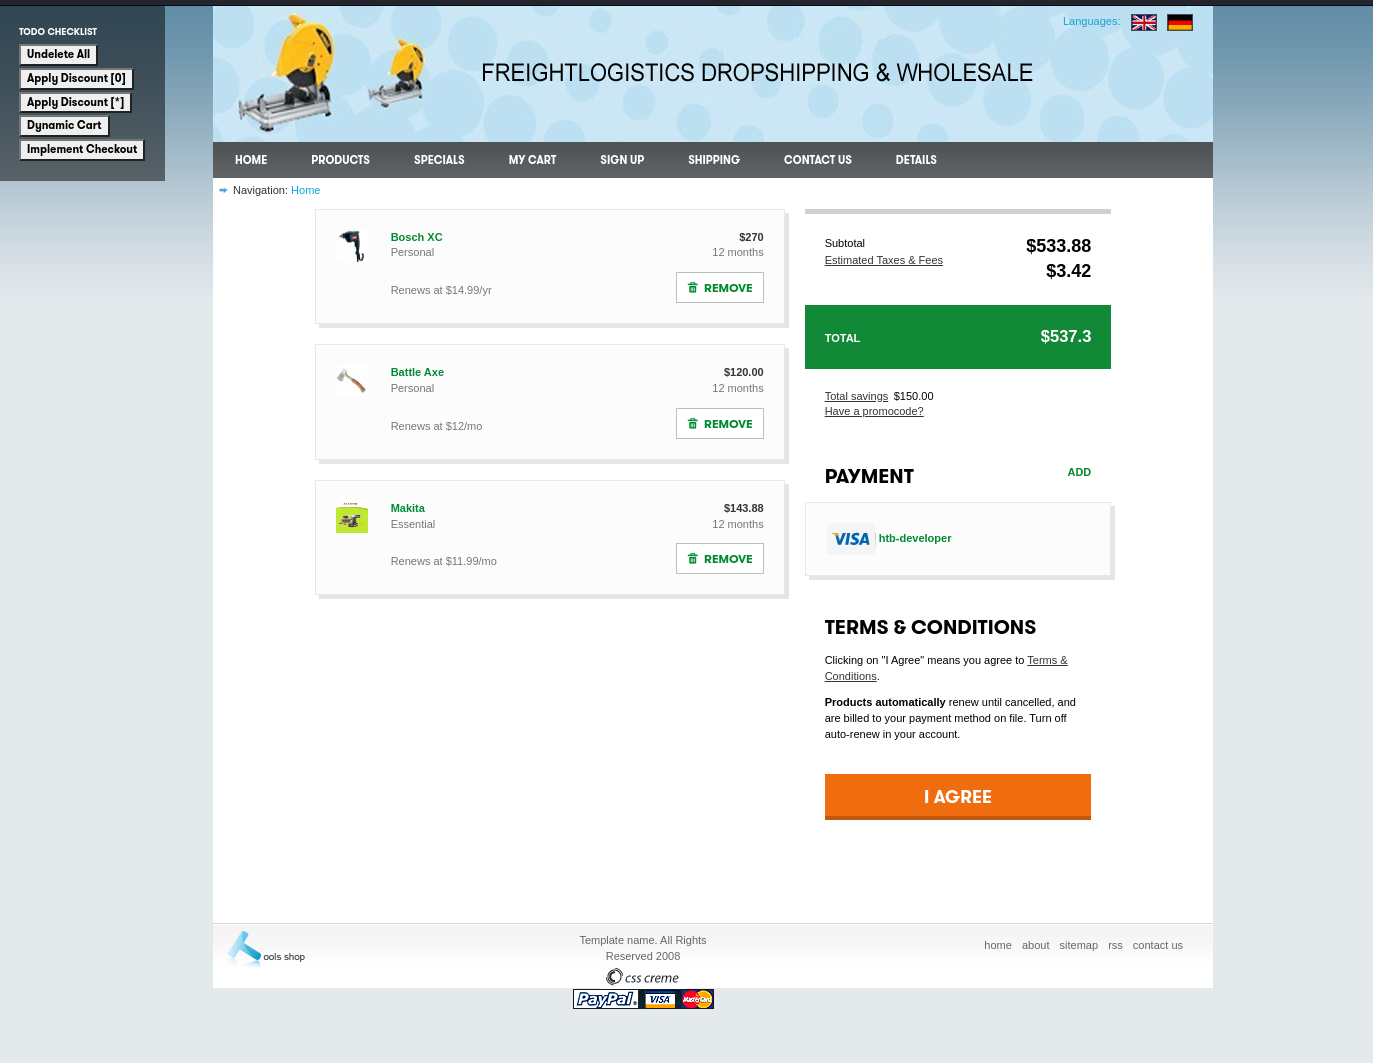 TODO CHECKLIST
Undelete All
Apply Discount [0]
Apply Discount [*]
Dynamic Cart
Implement Checkout
Languages:
FREIGHTLOGISTICS DROPSHIPPING & WHOLESALE
HOME PRODUCTS SPECIALS MY CART SIGN UP SHIPPING CONTACT US DETAILS
Navigation: Home
Bosch XC $270
Personal 12 months
Renews at $14.99/yr REMOVE
Battle Axe $120.00
Personal 12 months
Renews at $12/mo REMOVE
Makita $143.88
Essential 12 months
Renews at $11.99/mo REMOVE
Subtotal $533.88
Estimated Taxes & Fees $3.42
TOTAL $537.3
Total savings $150.00
Have a promocode?
PAYMENT ADD
VISA htb-developer
TERMS & CONDITIONS
Clicking on "I Agree" means you agree to Terms &
Conditions.
Products automatically renew until cancelled, and
are billed to your payment method on file. Turn off
auto-renew in your account.
I AGREE
ools shop
Template name. All Rights
Reserved 2008
css creme
PayPal VISA MasterCard
home about sitemap rss contact us